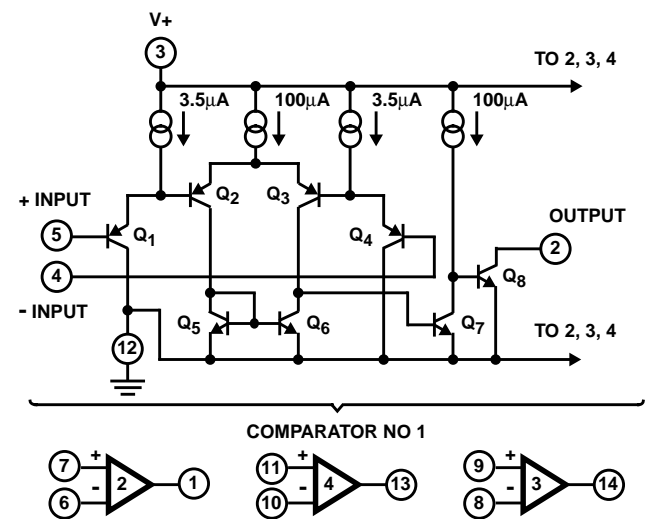 V+
3
TO 2, 3, 4
3.5µA
100µA
3.5µA
100µA
+ INPUT
Q2
Q3
OUTPUT
5
Q1
Q4
2
4
Q8
- INPUT
Q5
Q6
Q7
12
TO 2, 3, 4
COMPARATOR NO 1
7 + 2 1
6 -
11 + 4 13
10 -
9 + 3 14
8 -